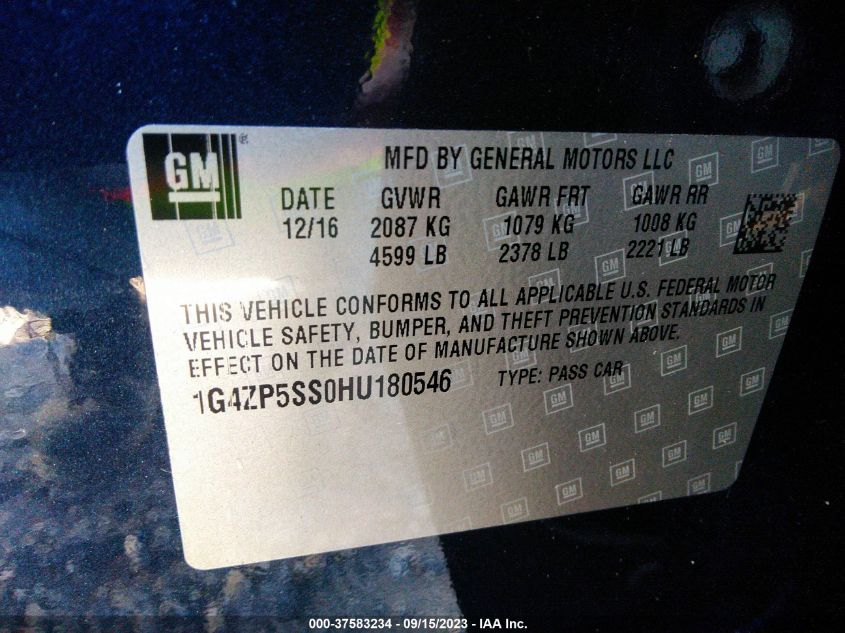 GM ®
MFD BY GENERAL MOTORS LLC
DATE GVWR GAWR FRT GAWR RR
12/16 2087 KG 1079 KG 1008 KG
4599 LB 2378 LB 2221 LB
THIS VEHICLE CONFORMS TO ALL APPLICABLE U.S. FEDERAL MOTOR
VEHICLE SAFETY, BUMPER, AND THEFT PREVENTION STANDARDS IN
EFFECT ON THE DATE OF MANUFACTURE SHOWN ABOVE.
1G4ZP5SS0HU180546 TYPE: PASS CAR
000-37583234 - 09/15/2023 - IAA Inc.